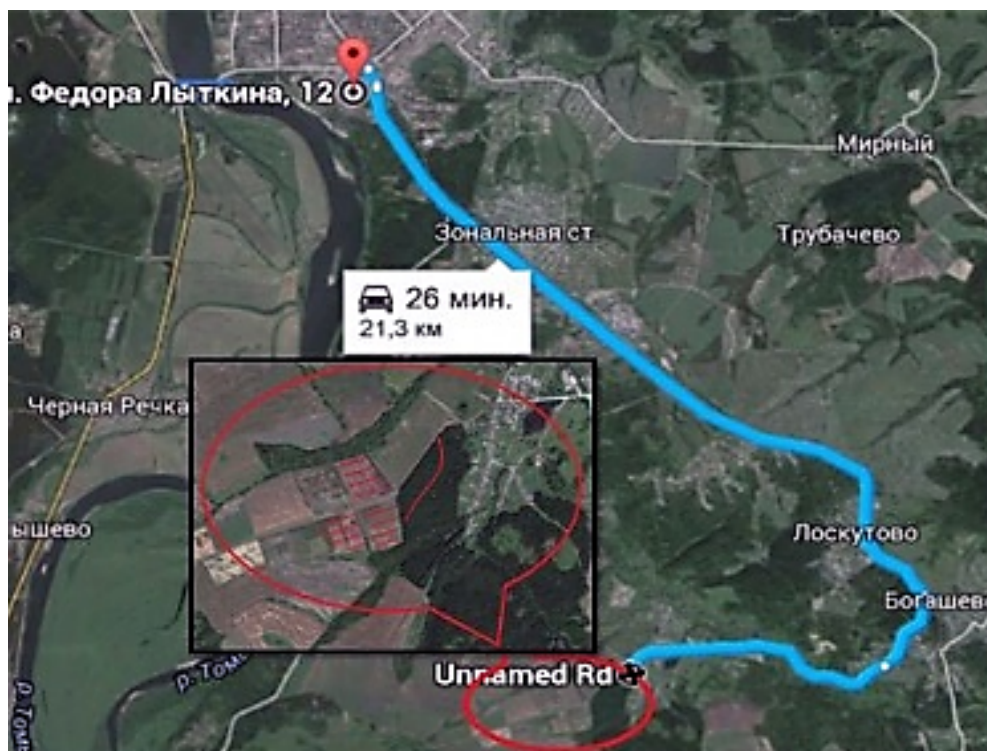 л. Федора Лыткина, 12
Мирный
Зональная ст
Трубачево
26 мин.
21,3 км
а
Черная Речка
Лоскутово
ышево
Богашево
Unnamed Rd
р. Томь
р. Томь